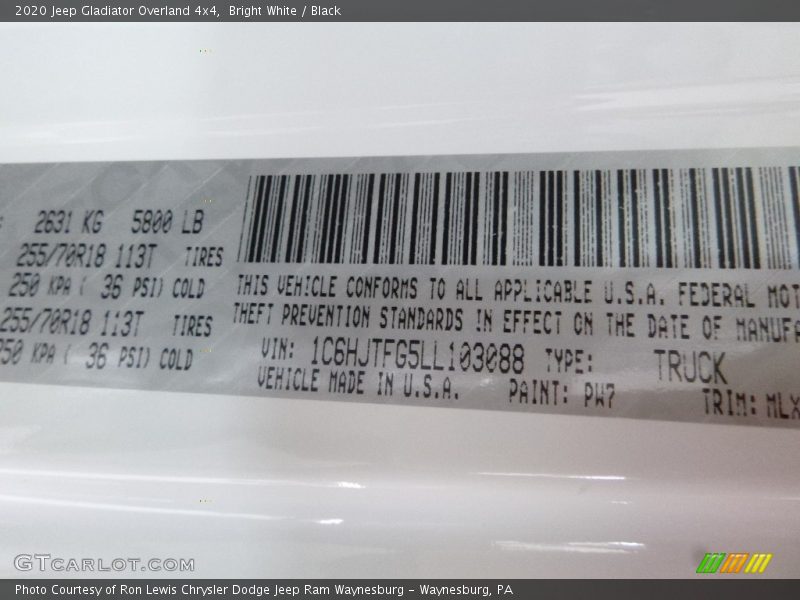 2020 Jeep Gladiator Overland 4x4, Bright White / Black
2631 KG 5800 LB
255/70R18 113T TIRES
250 KPA ( 36 PSI) COLD
255/70R18 113T TIRES
250 KPA ( 36 PSI) COLD
THIS VEHICLE CONFORMS TO ALL APPLICABLE U.S.A. FEDERAL MOT
THEFT PREVENTION STANDARDS IN EFFECT ON THE DATE OF MANUFA
VIN: 1C6HJTFG5LL103088 TYPE: TRUCK
VEHICLE MADE IN U.S.A. PAINT: PW7 TRIM: MLX
GTCARLOT.COM
Photo Courtesy of Ron Lewis Chrysler Dodge Jeep Ram Waynesburg - Waynesburg, PA